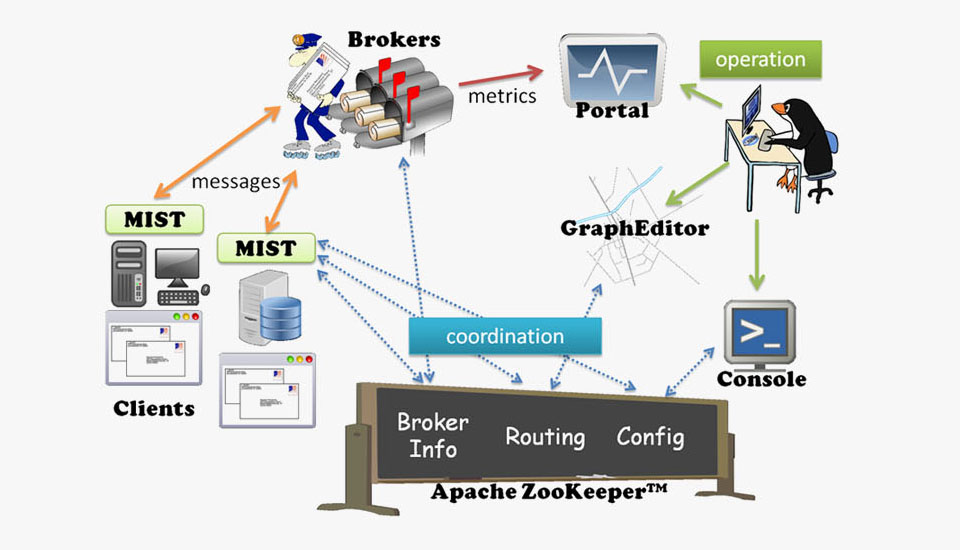 Brokers
operation
metrics
Portal
messages
MIST
GraphEditor
MIST
coordination
>_
Console
Clients
Broker
Info
Routing
Config
Apache ZooKeeper™